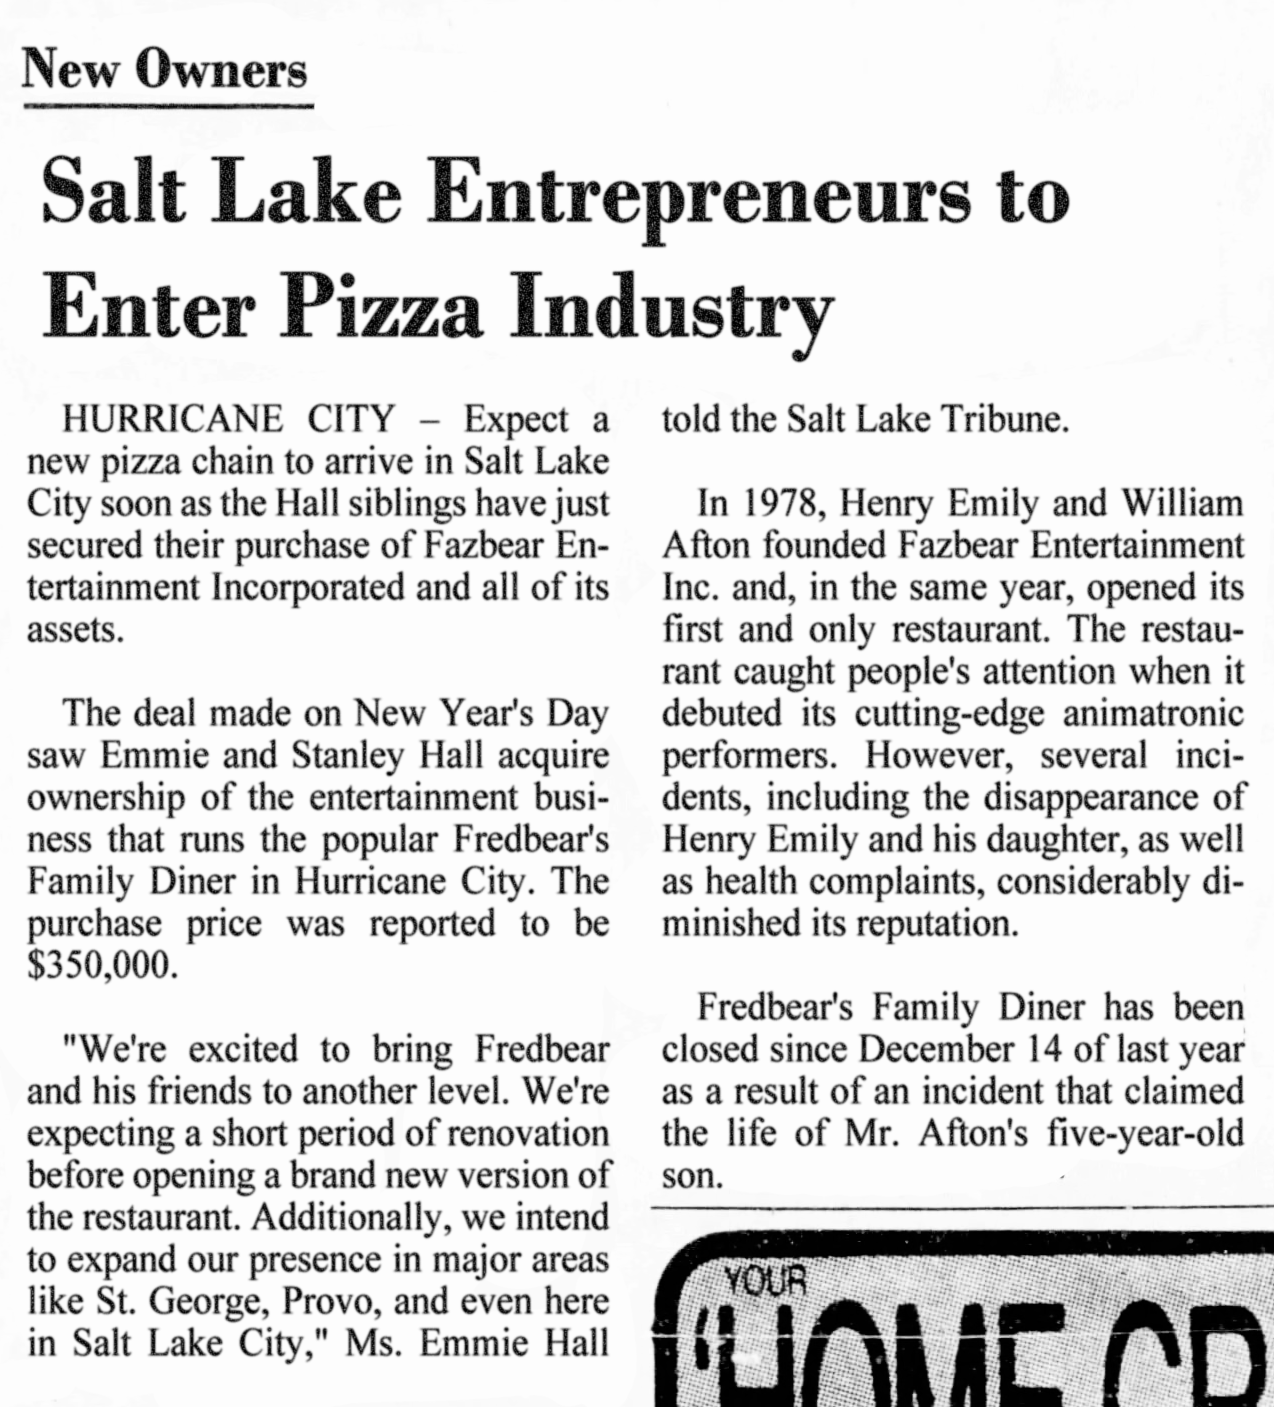 New Owners
Salt Lake Entrepreneurs to
Enter Pizza Industry
HURRICANE CITY – Expect a
new pizza chain to arrive in Salt Lake
City soon as the Hall siblings have just
secured their purchase of Fazbear En-
tertainment Incorporated and all of its
assets.
The deal made on New Year's Day
saw Emmie and Stanley Hall acquire
ownership of the entertainment busi-
ness that runs the popular Fredbear's
Family Diner in Hurricane City. The
purchase price was reported to be
$350,000.
"We're excited to bring Fredbear
and his friends to another level. We're
expecting a short period of renovation
before opening a brand new version of
the restaurant. Additionally, we intend
to expand our presence in major areas
like St. George, Provo, and even here
in Salt Lake City," Ms. Emmie Hall
told the Salt Lake Tribune.
In 1978, Henry Emily and William
Afton founded Fazbear Entertainment
Inc. and, in the same year, opened its
first and only restaurant. The restau-
rant caught people's attention when it
debuted its cutting-edge animatronic
performers. However, several inci-
dents, including the disappearance of
Henry Emily and his daughter, as well
as health complaints, considerably di-
minished its reputation.
Fredbear's Family Diner has been
closed since December 14 of last year
as a result of an incident that claimed
the life of Mr. Afton's five-year-old
son.
YOUR
'HOME